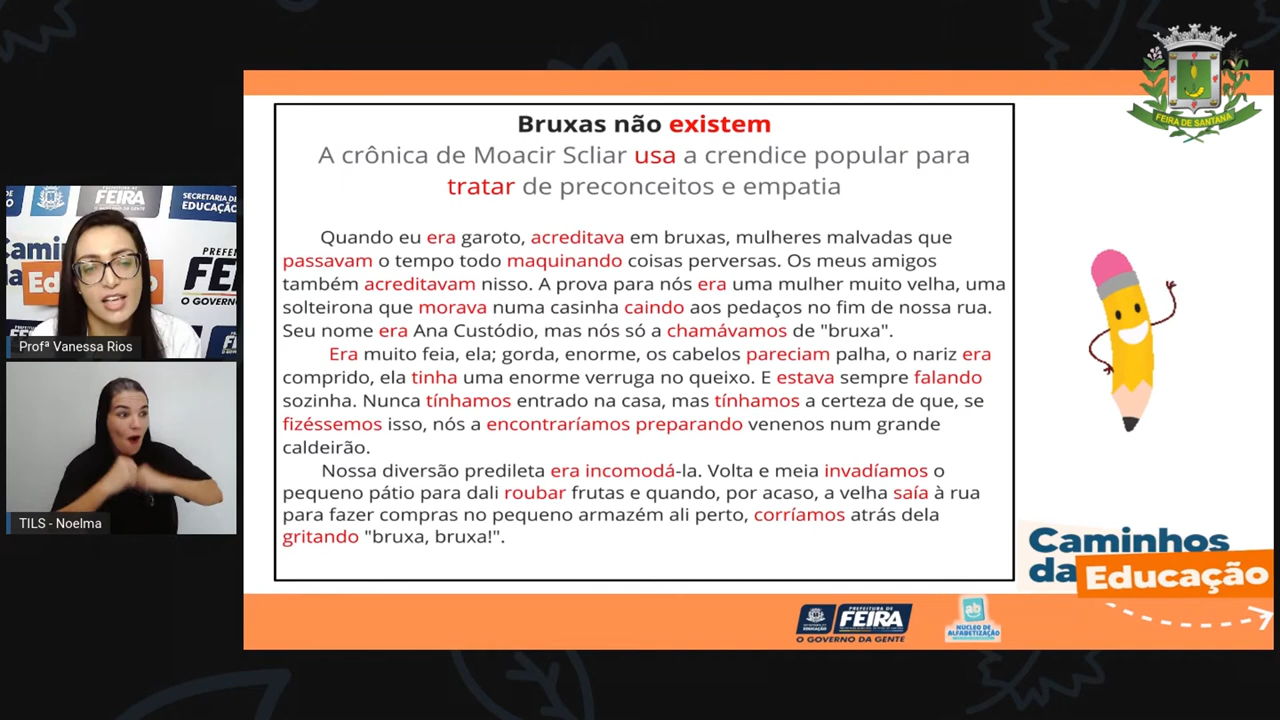 FEIRA DE SANTANA
Bruxas não existem
A crônica de Moacir Scliar usa a crendice popular para
tratar de preconceitos e empatia
Quando eu era garoto, acreditava em bruxas, mulheres malvadas que
passavam o tempo todo maquinando coisas perversas. Os meus amigos
também acreditavam nisso. A prova para nós era uma mulher muito velha, uma
solteirona que morava numa casinha caindo aos pedaços no fim de nossa rua.
Seu nome era Ana Custódio, mas nós só a chamávamos de "bruxa".
Era muito feia, ela; gorda, enorme, os cabelos pareciam palha, o nariz era
comprido, ela tinha uma enorme verruga no queixo. E estava sempre falando
sozinha. Nunca tínhamos entrado na casa, mas tínhamos a certeza de que, se
fizéssemos isso, nós a encontraríamos preparando venenos num grande
caldeirão.
Nossa diversão predileta era incomodá-la. Volta e meia invadíamos o
pequeno pátio para dali roubar frutas e quando, por acaso, a velha saía à rua
para fazer compras no pequeno armazém ali perto, corríamos atrás dela
gritando "bruxa, bruxa!".
FEIRA
SECRETARIA DE
EDUCAÇÃO
Profª Vanessa Rios
TILS - Noelma
Caminhos
da Educação
PREFEITURA DE
FEIRA
O GOVERNO DA GENTE
ab
NÚCLEO DE
ALFABETIZAÇÃO